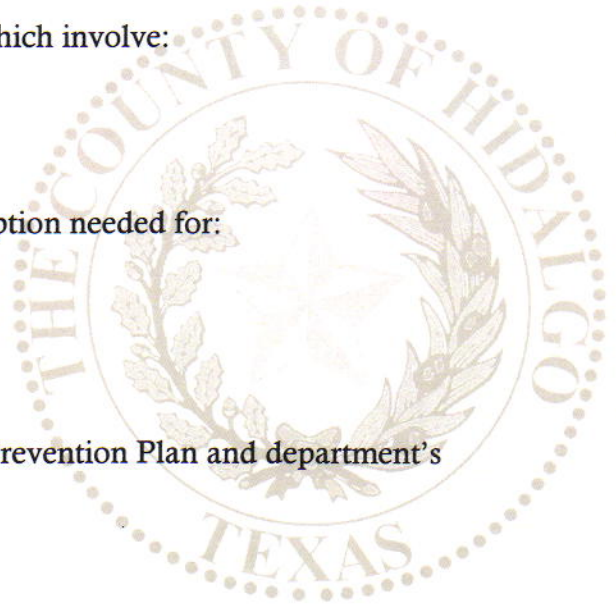 hich involve:
ption needed for:
revention Plan and department's
THE COUNTY OF HIDALGO
TEXAS